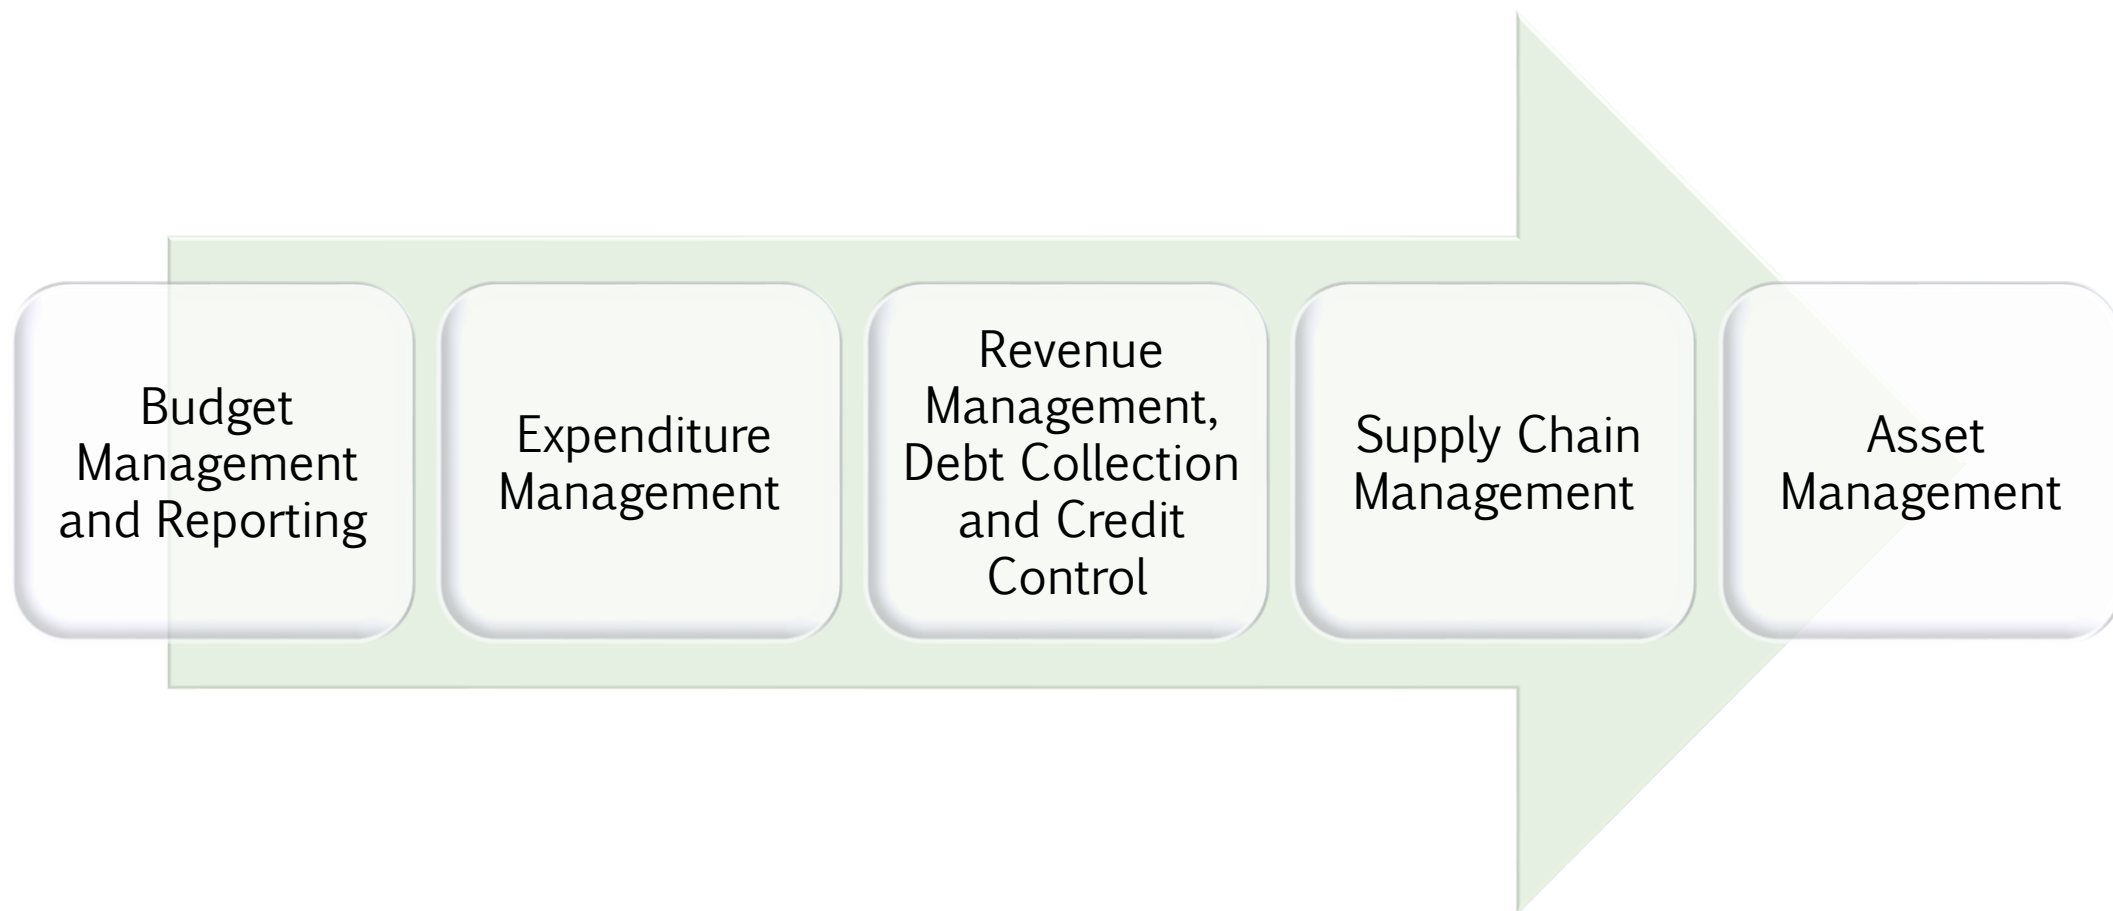 Budget
Management
and Reporting
Expenditure
Management
Revenue
Management,
Debt Collection
and Credit
Control
Supply Chain
Management
Asset
Management